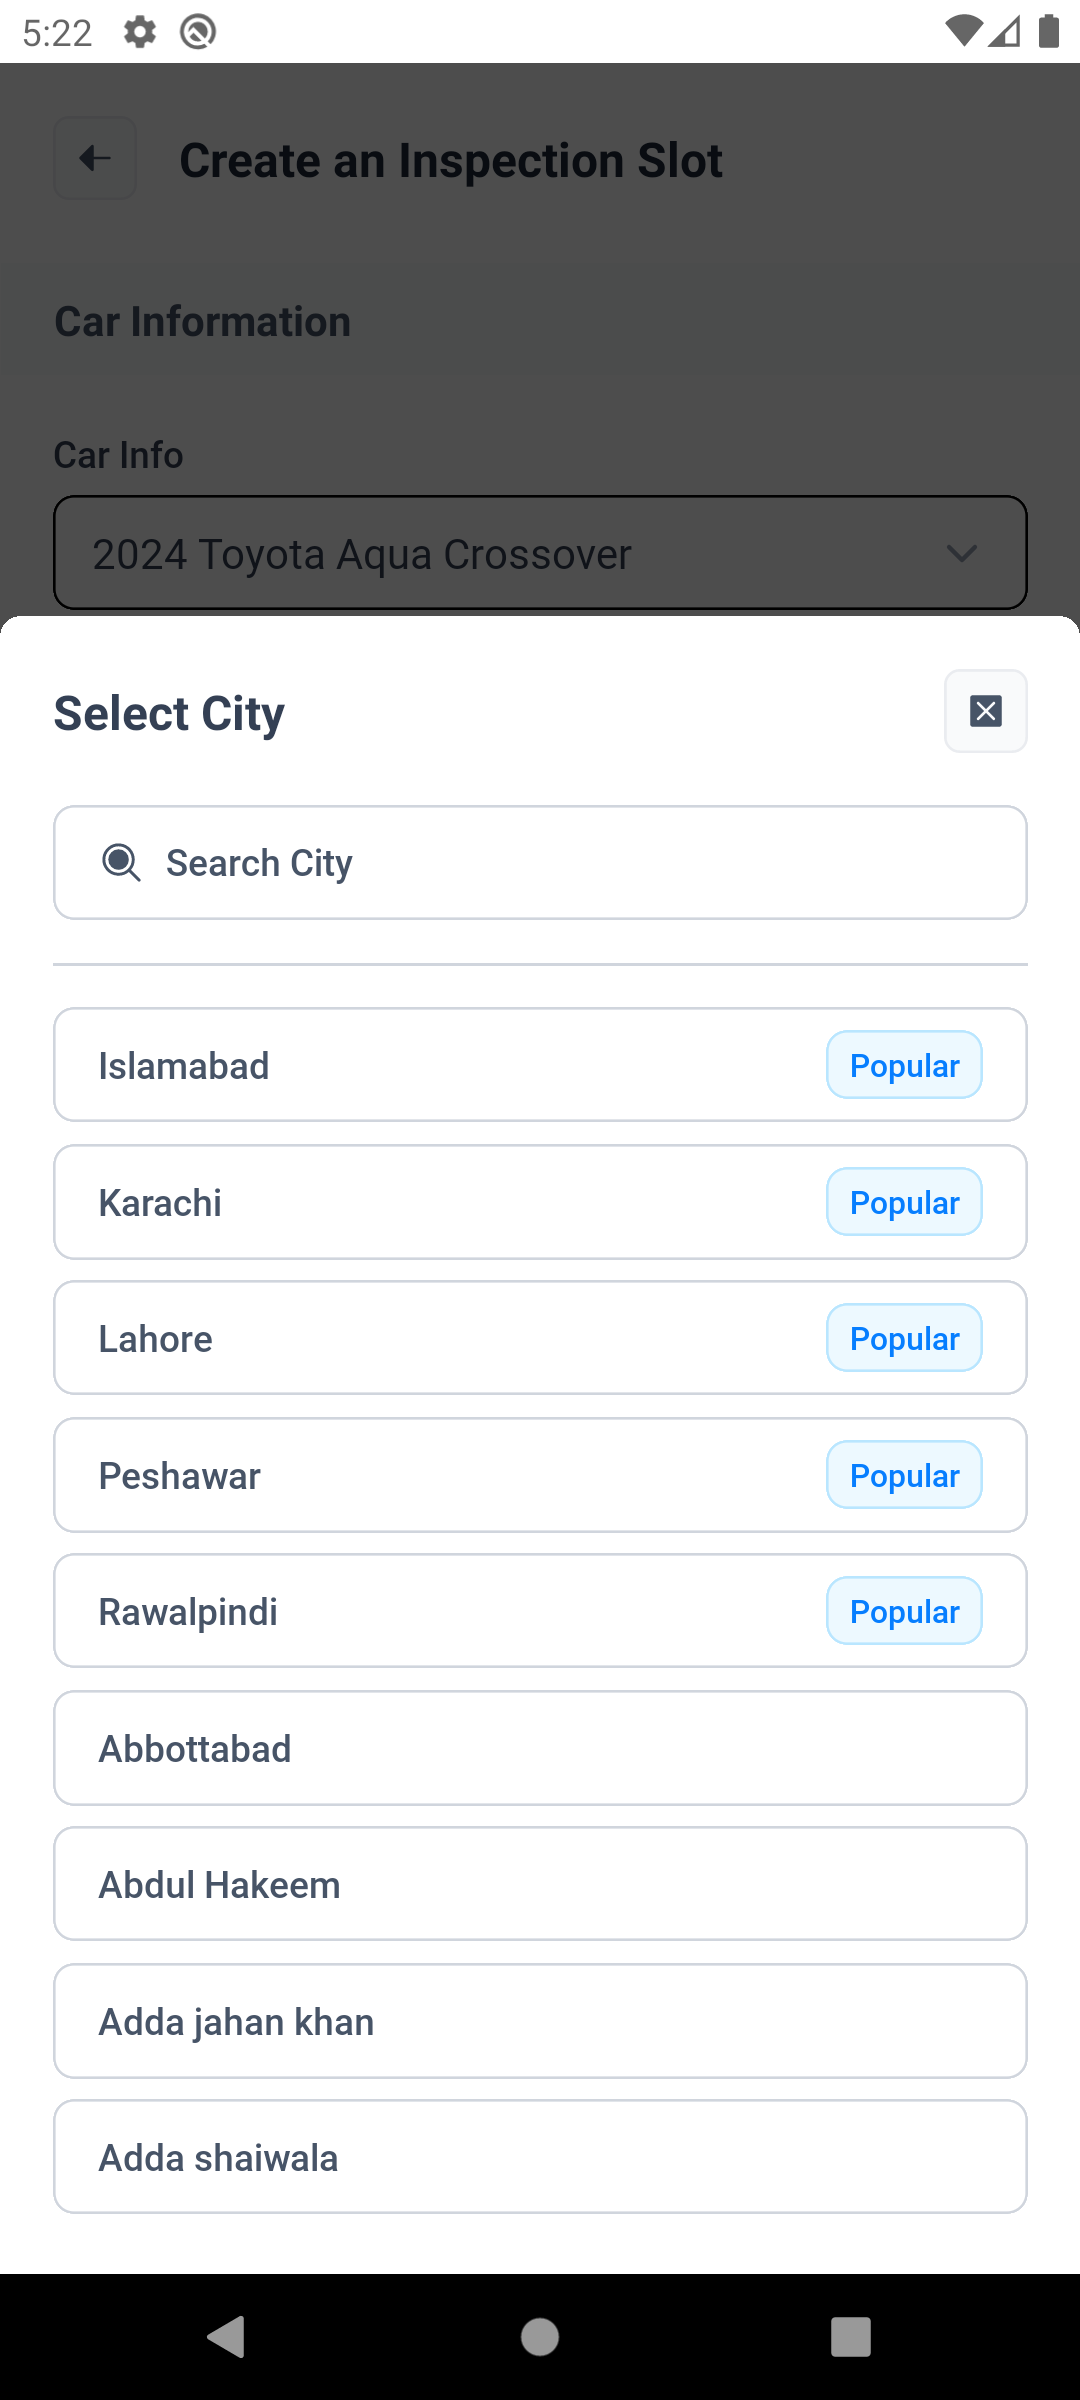 5:22
Create an Inspection Slot
Car Information
Car Info
2024 Toyota Aqua Crossover
Select City
Search City
Islamabad Popular
Karachi Popular
Lahore Popular
Peshawar Popular
Rawalpindi Popular
Abbottabad
Abdul Hakeem
Adda jahan khan
Adda shaiwala